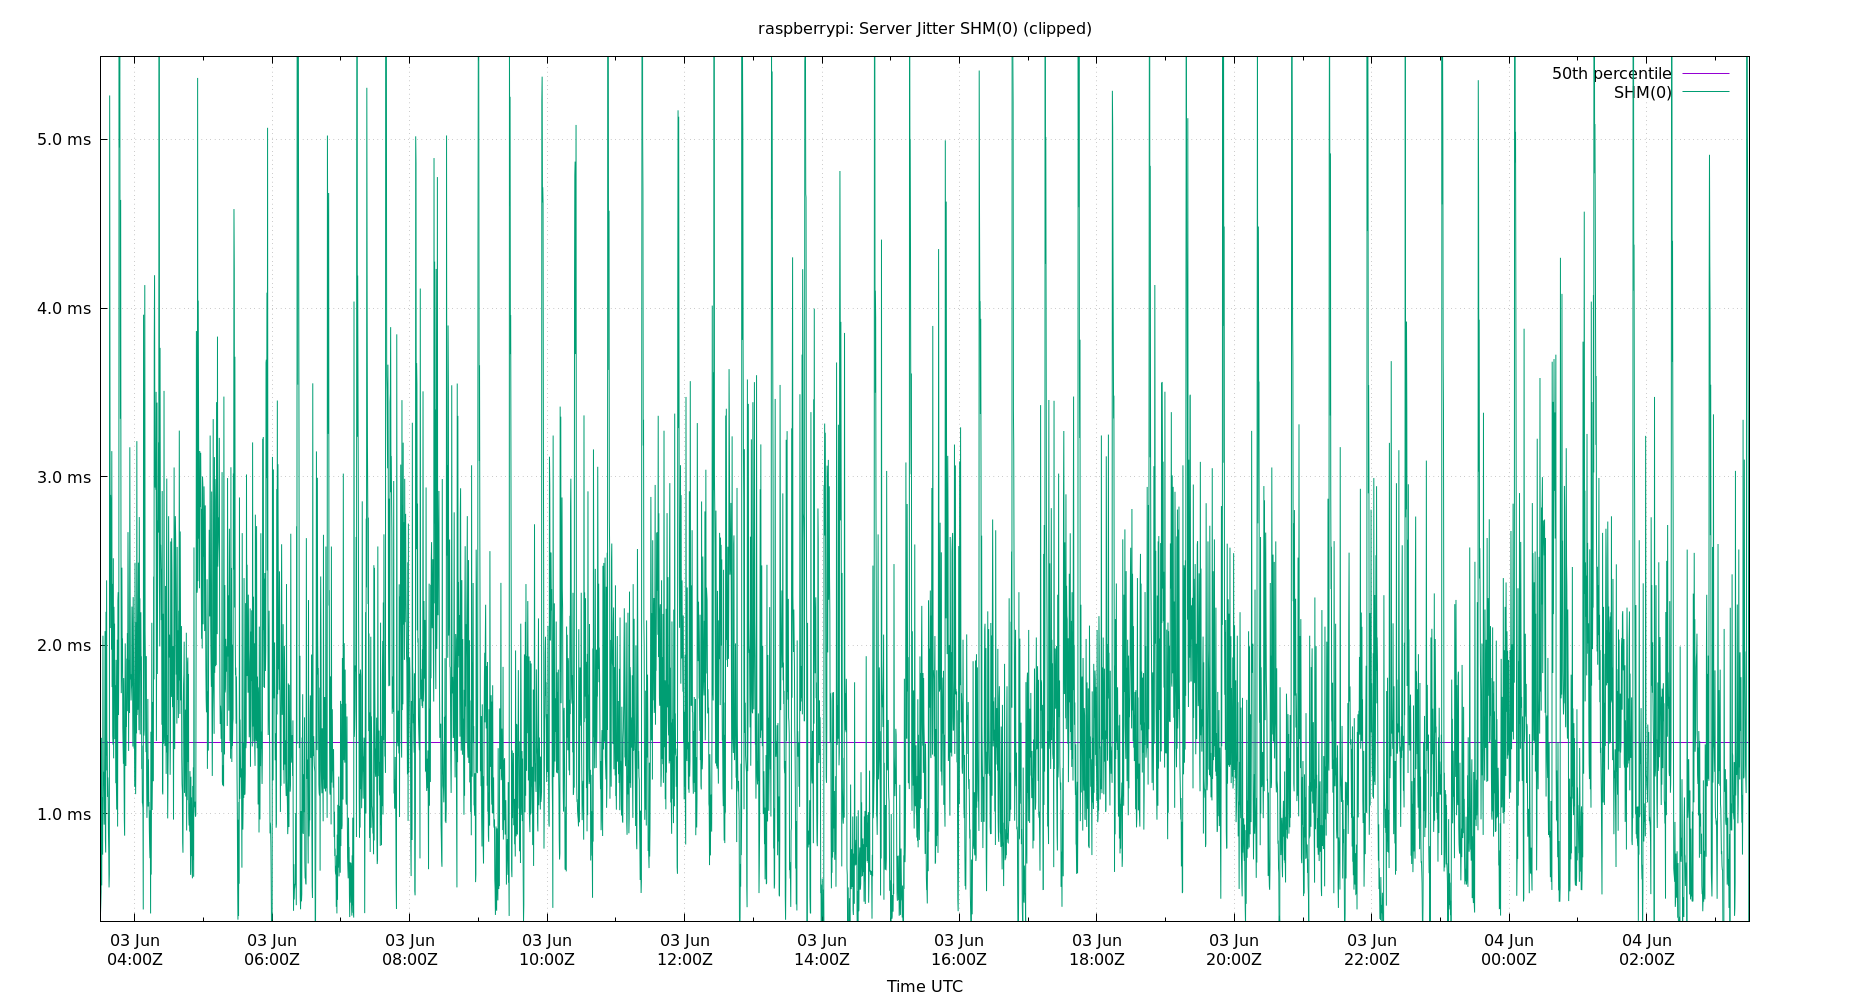 raspberrypi: Server Jitter SHM(0) (clipped)
50th percentile
SHM(0)
5.0 ms
4.0 ms
3.0 ms
2.0 ms
1.0 ms
03 Jun 03 Jun 03 Jun 03 Jun 03 Jun 03 Jun 03 Jun 03 Jun 03 Jun 03 Jun 04 Jun 04 Jun
04:00Z 06:00Z 08:00Z 10:00Z 12:00Z 14:00Z 16:00Z 18:00Z 20:00Z 22:00Z 00:00Z 02:00Z
Time UTC